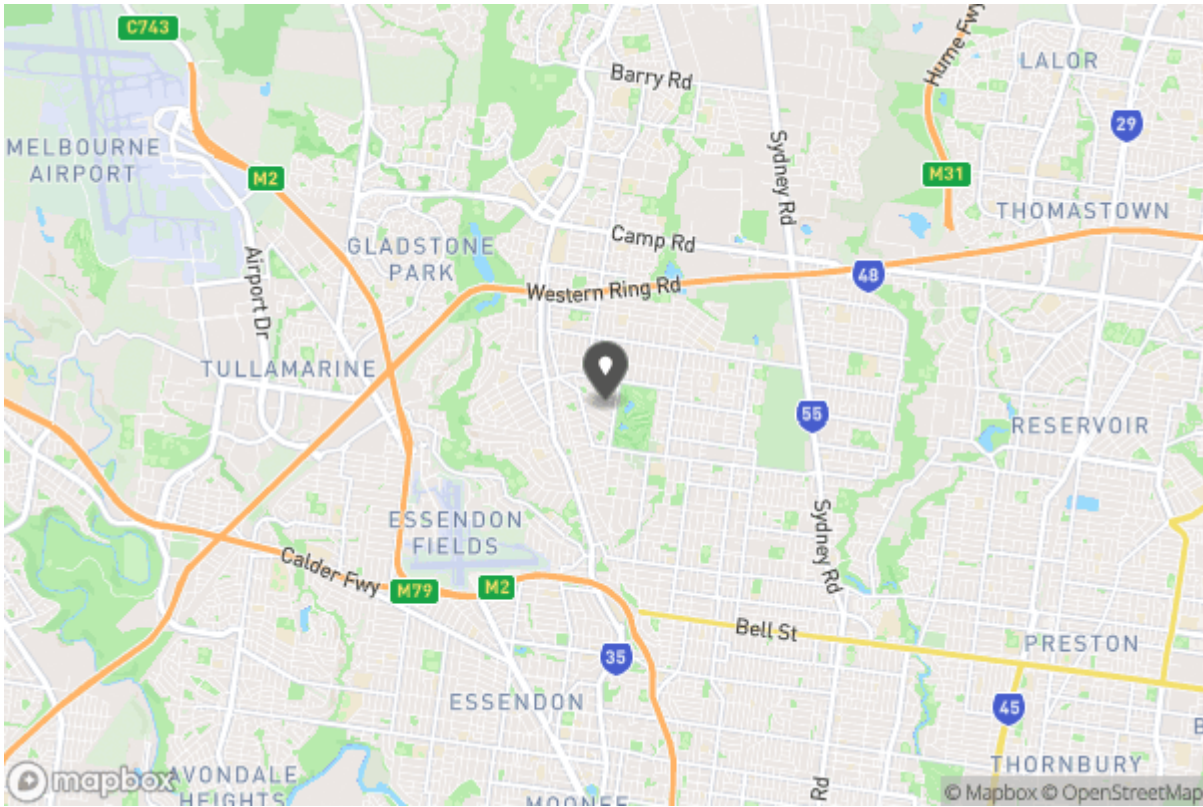 C743
Barry Rd
Hume Fwy
LALOR
29
MELBOURNE
AIRPORT
M2
Sydney Rd
M31
THOMASTOWN
GLADSTONE
PARK
Camp Rd
Airport Dr
48
Western Ring Rd
TULLAMARINE
55
RESERVOIR
ESSENDON
FIELDS
Sydney Rd
Calder Fwy
M79
M2
Bell St
PRESTON
35
ESSENDON
45
THORNBURY
mapbox
AVONDALE
HEIGHTS
MOONEE
Rd
© Mapbox © OpenStreetMap